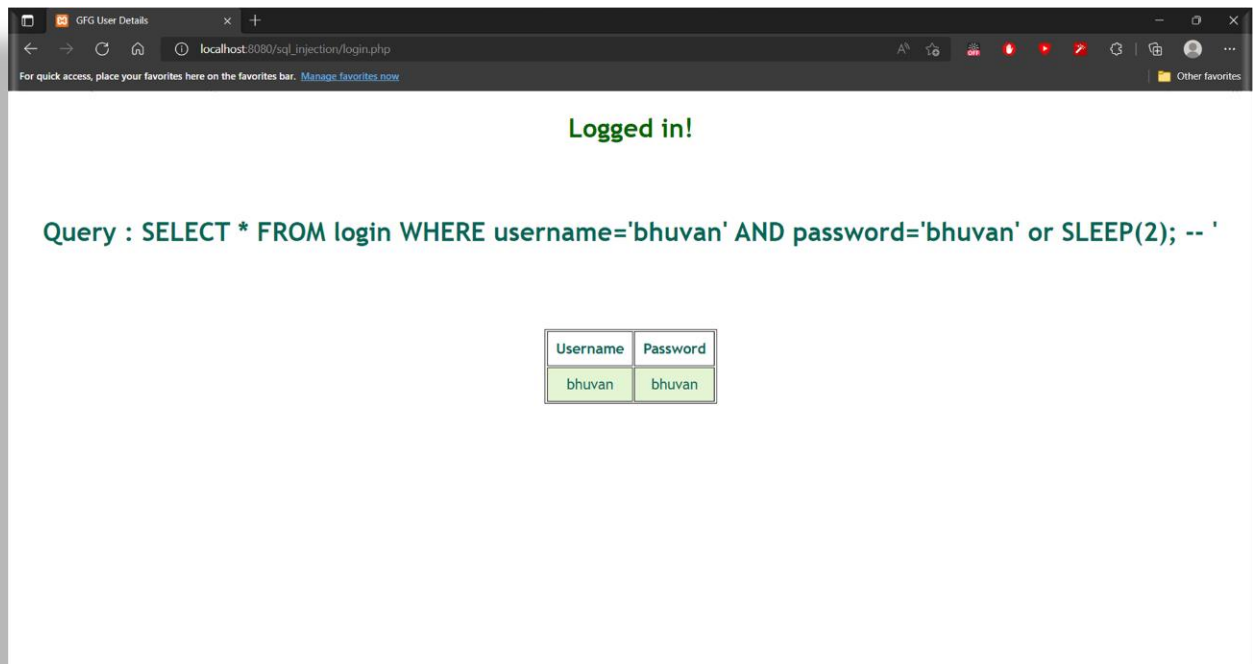 GFG User Details
localhost:8080/sql_injection/login.php
For quick access, place your favorites here on the favorites bar. Manage favorites now
Other favorites
Logged in!
Query : SELECT * FROM login WHERE username='bhuvan' AND password='bhuvan' or SLEEP(2); -- '
Username Password
bhuvan bhuvan